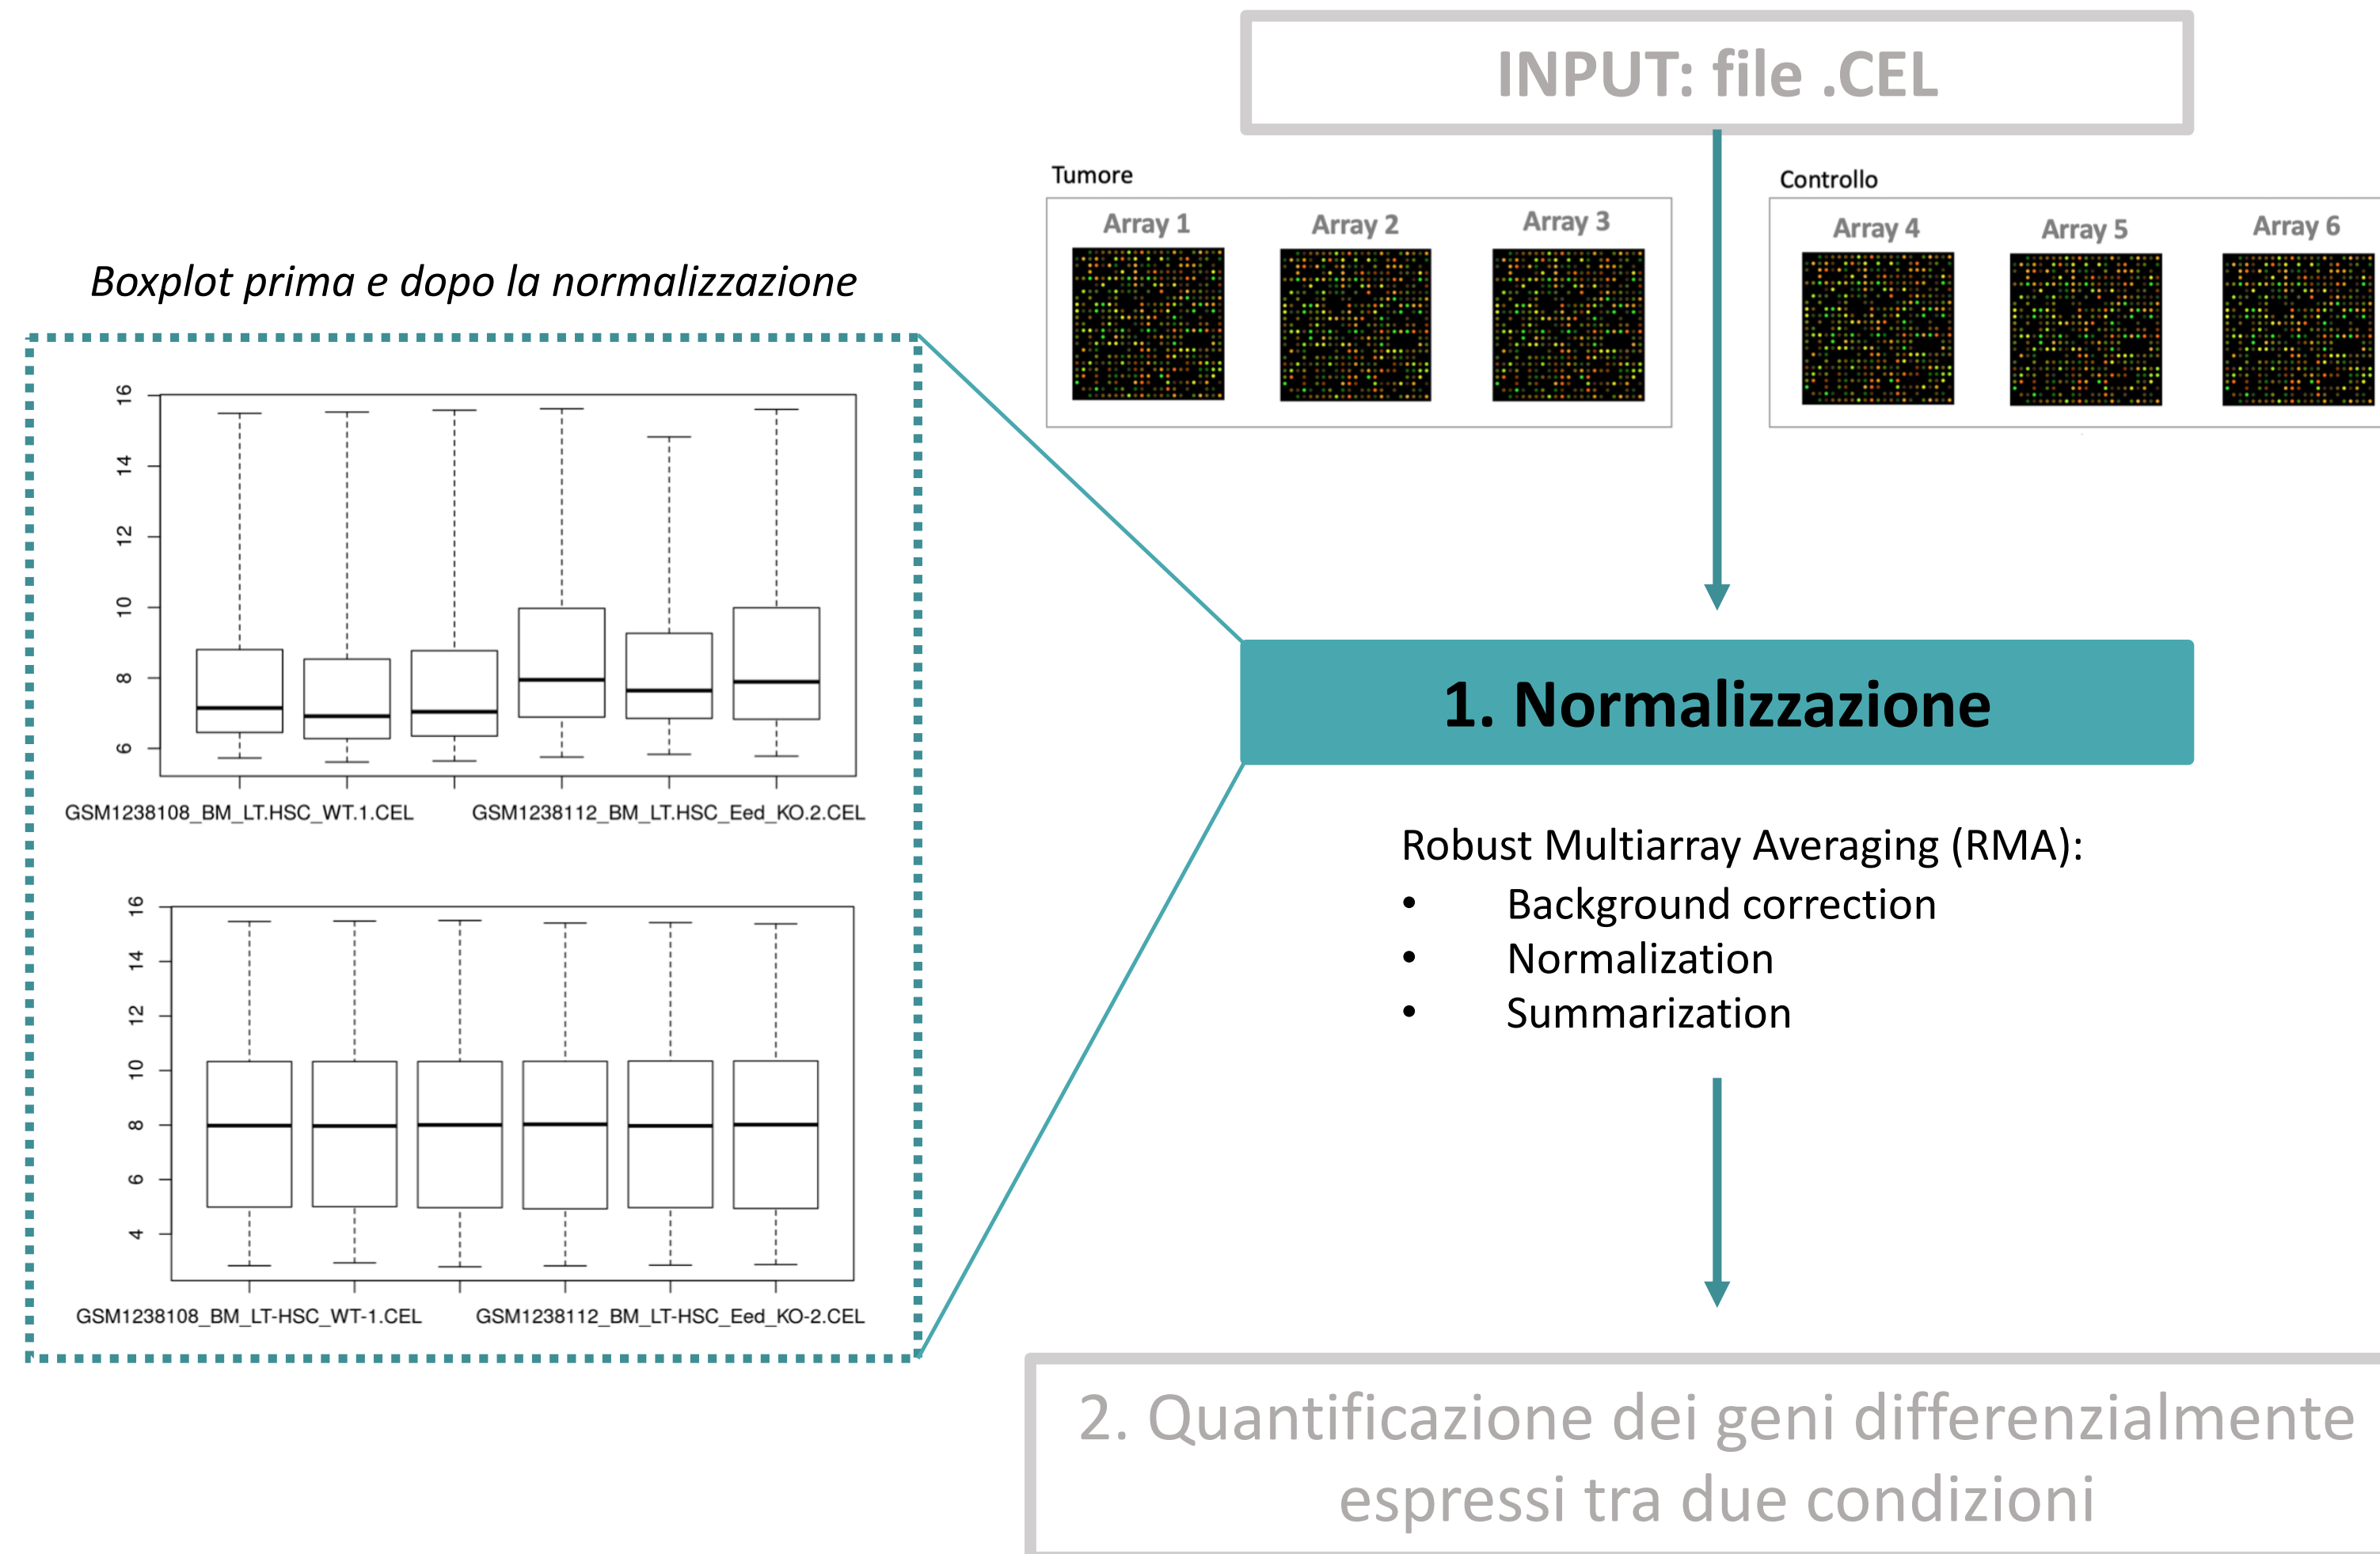 INPUT: file .CEL
Tumore
Array 1
Array 2
Array 3
Controllo
Array 4
Array 5
Array 6
Boxplot prima e dopo la normalizzazione
16
14
12
10
8
6
GSM1238108_BM_LT.HSC_WT.1.CEL
GSM1238112_BM_LT.HSC_Eed_KO.2.CEL
16
14
12
10
8
6
4
GSM1238108_BM_LT-HSC_WT-1.CEL
GSM1238112_BM_LT-HSC_Eed_KO-2.CEL
1. Normalizzazione
Robust Multiarray Averaging (RMA):
• Background correction
• Normalization
• Summarization
2. Quantificazione dei geni differenzialmente
espressi tra due condizioni